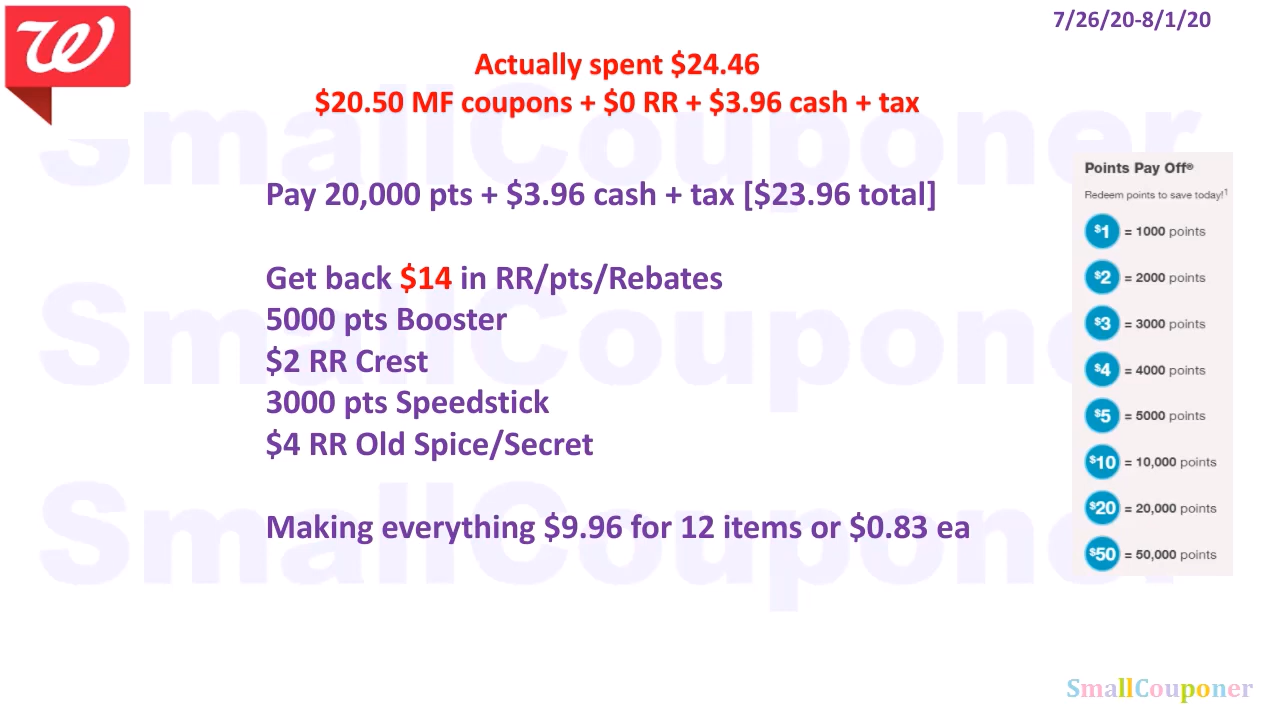 W
7/26/20-8/1/20
Actually spent $24.46
$20.50 MF coupons + $0 RR + $3.96 cash + tax
SmallCouponer
Pay 20,000 pts + $3.96 cash + tax [$23.96 total]
Get back $14 in RR/pts/Rebates
5000 pts Booster
SmallCouponer
$2 RR Crest
3000 pts Speedstick
$4 RR Old Spice/Secret
Making everything $9.96 for 12 items or $0.83 ea
SmallCouponer
Points Pay Off®
Redeem points to save today!1
$1 = 1000 points
$2 = 2000 points
$3 = 3000 points
$4 = 4000 points
$5 = 5000 points
$10 = 10,000 points
$20 = 20,000 points
$50 = 50,000 points
SmallCouponer